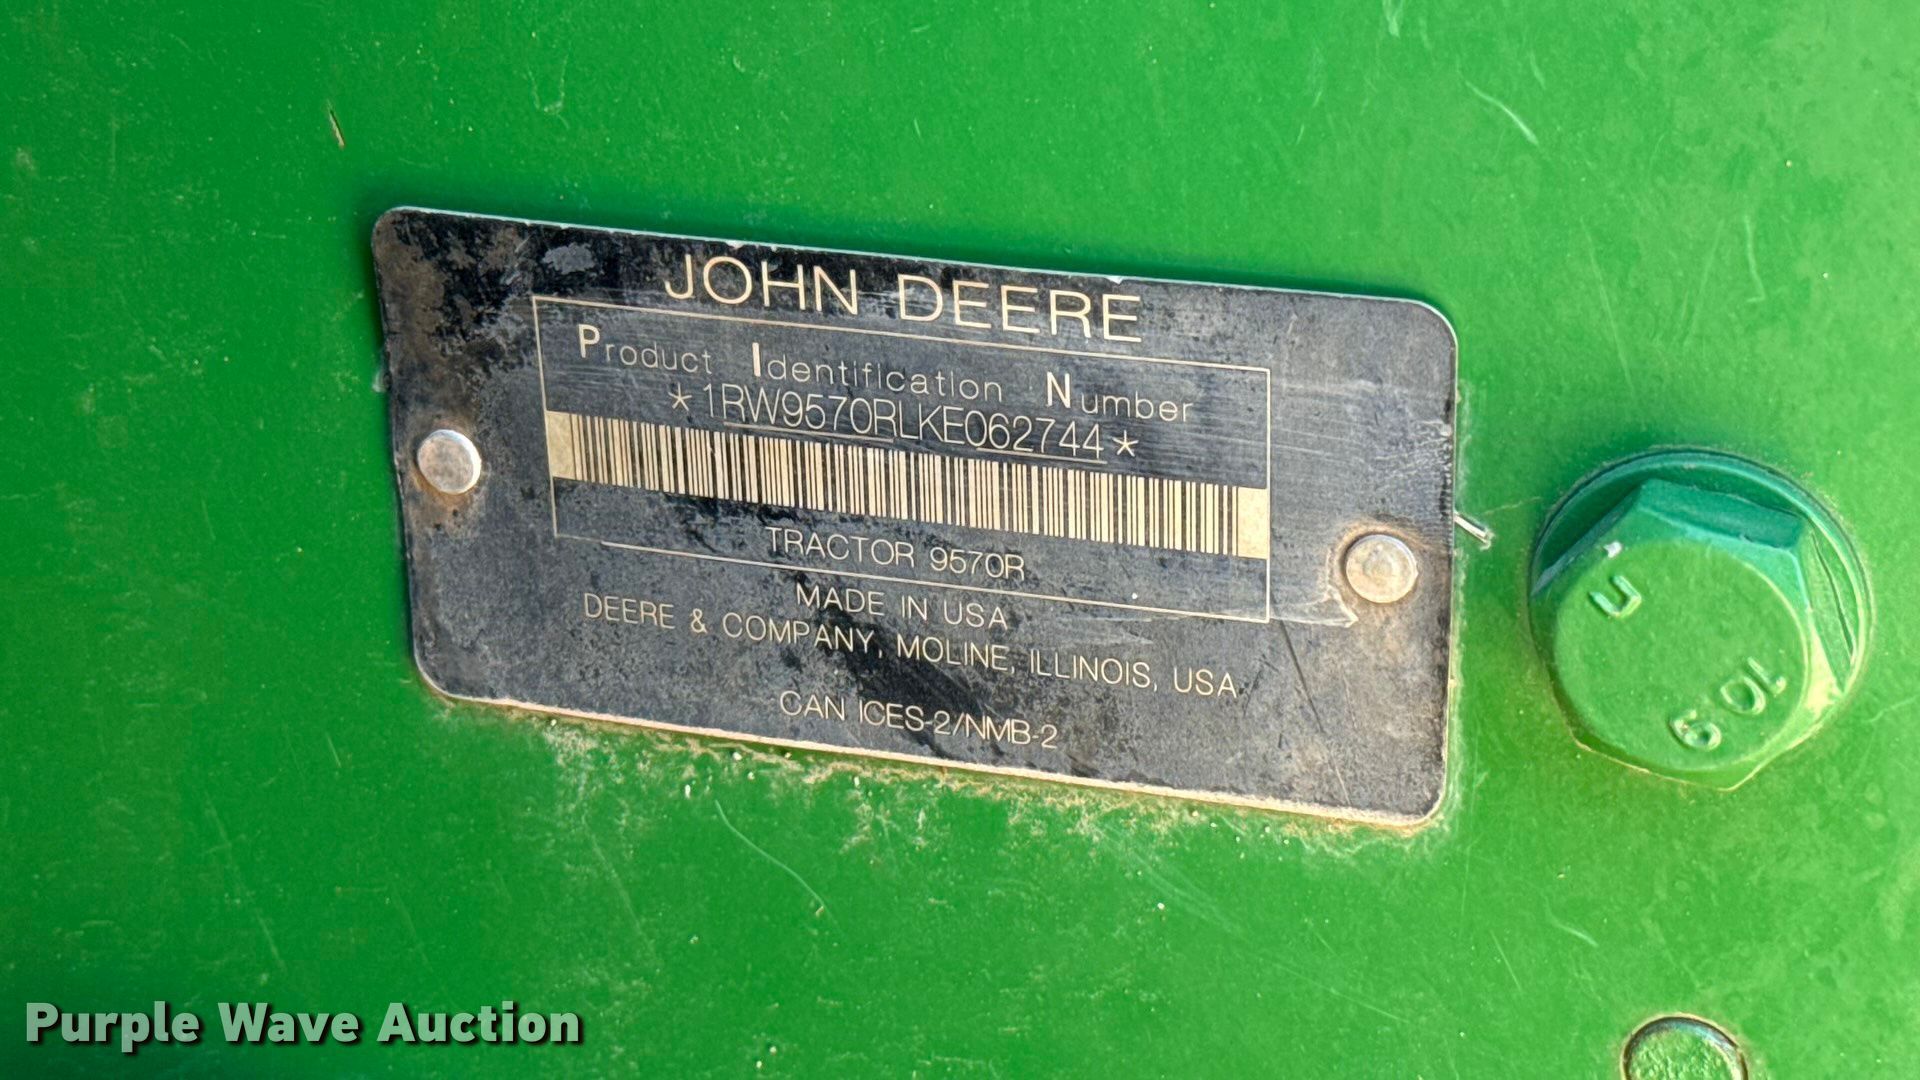 JOHN DEERE
Product Identification Number
*1RW9570RLKE062744*
TRACTOR 9570R
MADE IN USA
DEERE & COMPANY, MOLINE, ILLINOIS, USA
CAN ICES-2/NMB-2
n
10 9
Purple Wave Auction